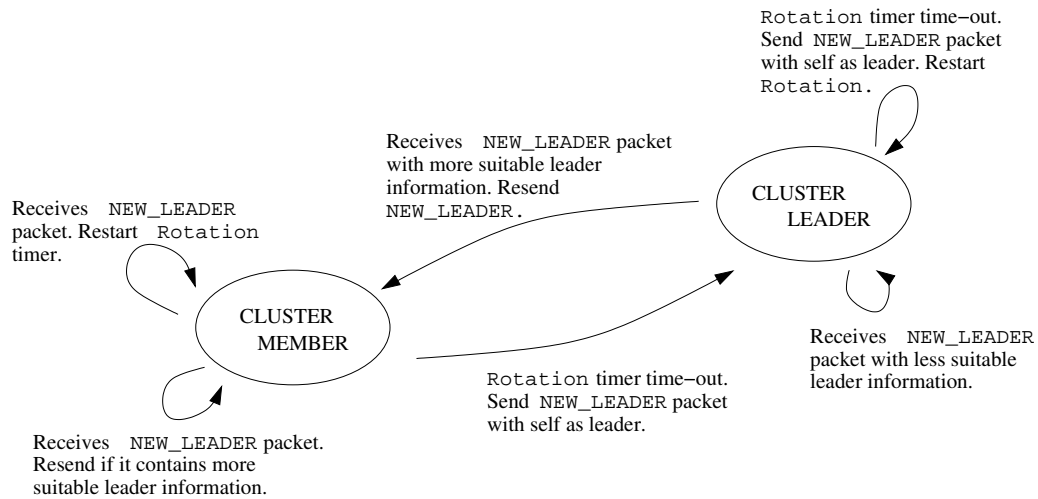 Rotation timer time−out.
Send NEW_LEADER packet
with self as leader. Restart
Rotation.
Receives NEW_LEADER packet
with more suitable leader
information. Resend
NEW_LEADER.
CLUSTER
LEADER
Receives NEW_LEADER
packet. Restart Rotation
timer.
CLUSTER
MEMBER
Receives NEW_LEADER
packet with less suitable
leader information.
Rotation timer time−out.
Send NEW_LEADER packet
with self as leader.
Receives NEW_LEADER packet.
Resend if it contains more
suitable leader information.